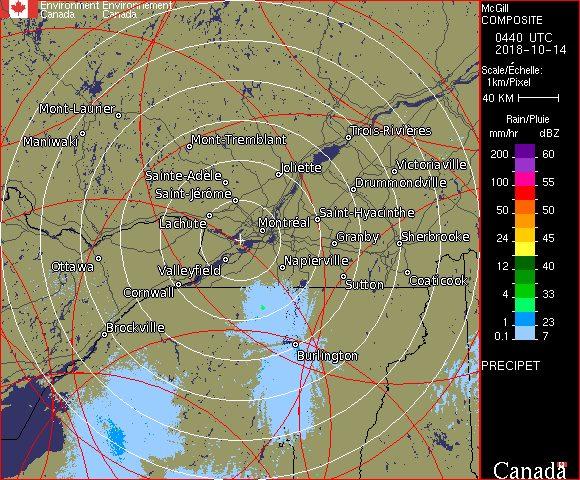 Environment Environnement
Canada Canada
McGill
COMPOSITE
0440 UTC
2018-10-14
Scale/Échelle:
1km/Pixel
40 KM
Rain/Pluie
mm/hr dBZ
200 60
100 55
50 50
24 45
12 40
4 33
1 23
0.1 7
PRECIPET
Mont-Laurier
Maniwaki
Mont-Tremblant
Trois-Rivières
Joliette
Victoriaville
Sainte-Adèle
Drummondville
Saint-Jérôme
Lachute
Montréal
Saint-Hyacinthe
Granby
Sherbrooke
Ottawa
Valleyfield
Napierville
Cornwall
Sutton
Coaticook
Brockville
Burlington
Canada